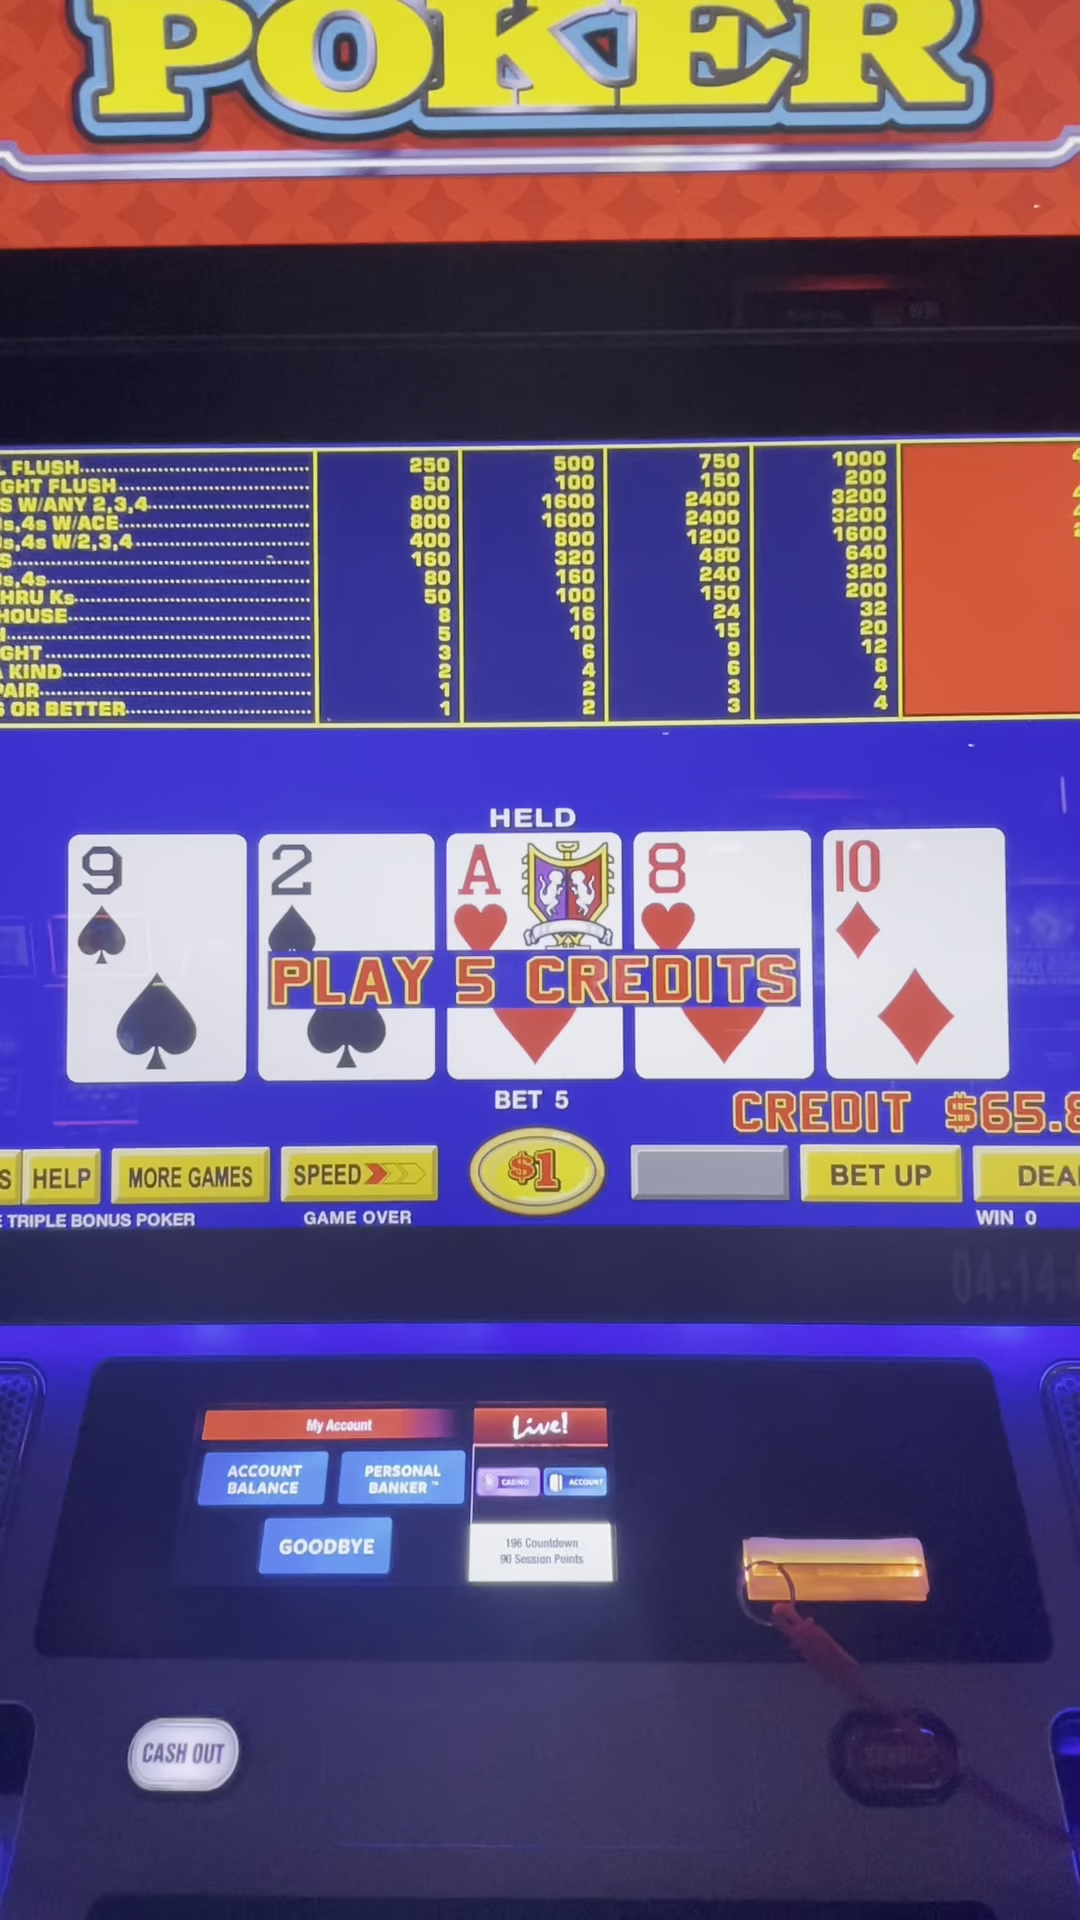 POKER
L FLUSH 250 500 750 1000
GHT FLUSH 50 100 150 200
S W/ANY 2,3,4 800 1600 2400 3200
s,4s W/ACE 800 1600 2400 3200
s,4s W/2,3,4 400 800 1200 1600
S 160 320 480 640
s,4s 80 160 240 320
HRU Ks 50 100 150 200
HOUSE 8 16 24 32
5 10 15 20
GHT 3 6 9 12
A KIND 2 4 6 8
PAIR 1 2 3 4
S OR BETTER 1 2 3 4
HELD
9 2 A 8 10
PLAY 5 CREDITS
BET 5
CREDIT $65.8
S HELP MORE GAMES SPEED $1 BET UP DEA
E TRIPLE BONUS POKER GAME OVER WIN 0
04-14-
My Account Live!
ACCOUNT BALANCE
PERSONAL BANKER™
CASINO ACCOUNT
GOODBYE
196 Countdown
90 Session Points
CASH OUT